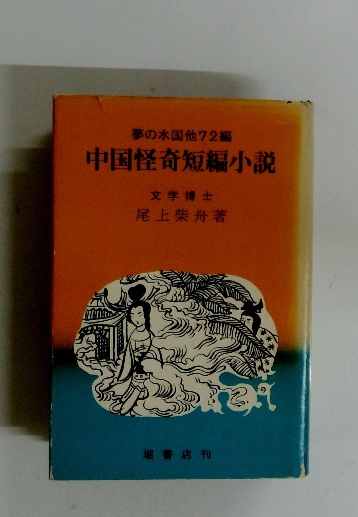 夢の水国他72編
中国怪奇短編小説
文学博士
尾上柴舟著
堀書店刊